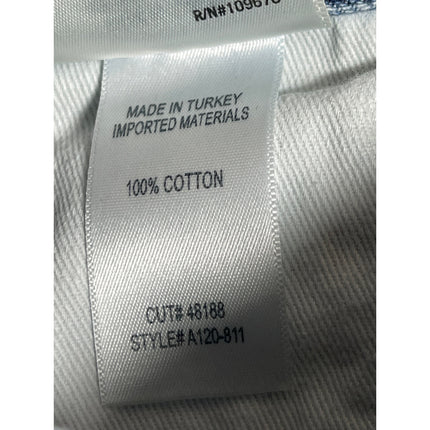 MADE IN TURKEY
IMPORTED MATERIALS
100% COTTON
CUT# 48188
STYLE# A120-811